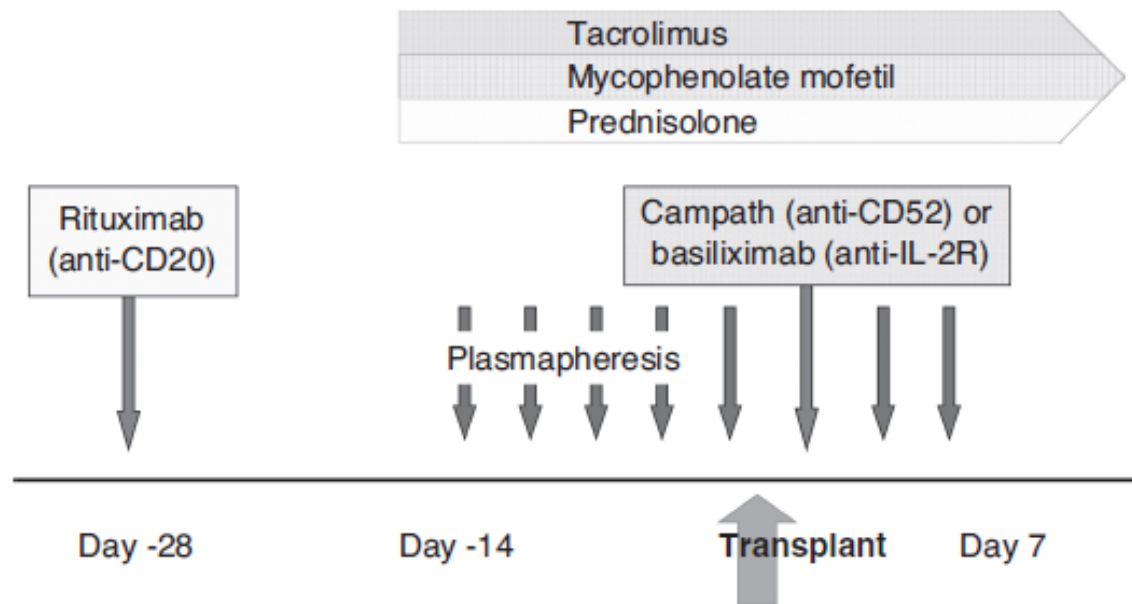 Tacrolimus
Mycophenolate mofetil
Prednisolone
Rituximab
(anti-CD20)
Campath (anti-CD52) or
basiliximab (anti-IL-2R)
Plasmapheresis
Day -28
Day -14
Transplant
Day 7